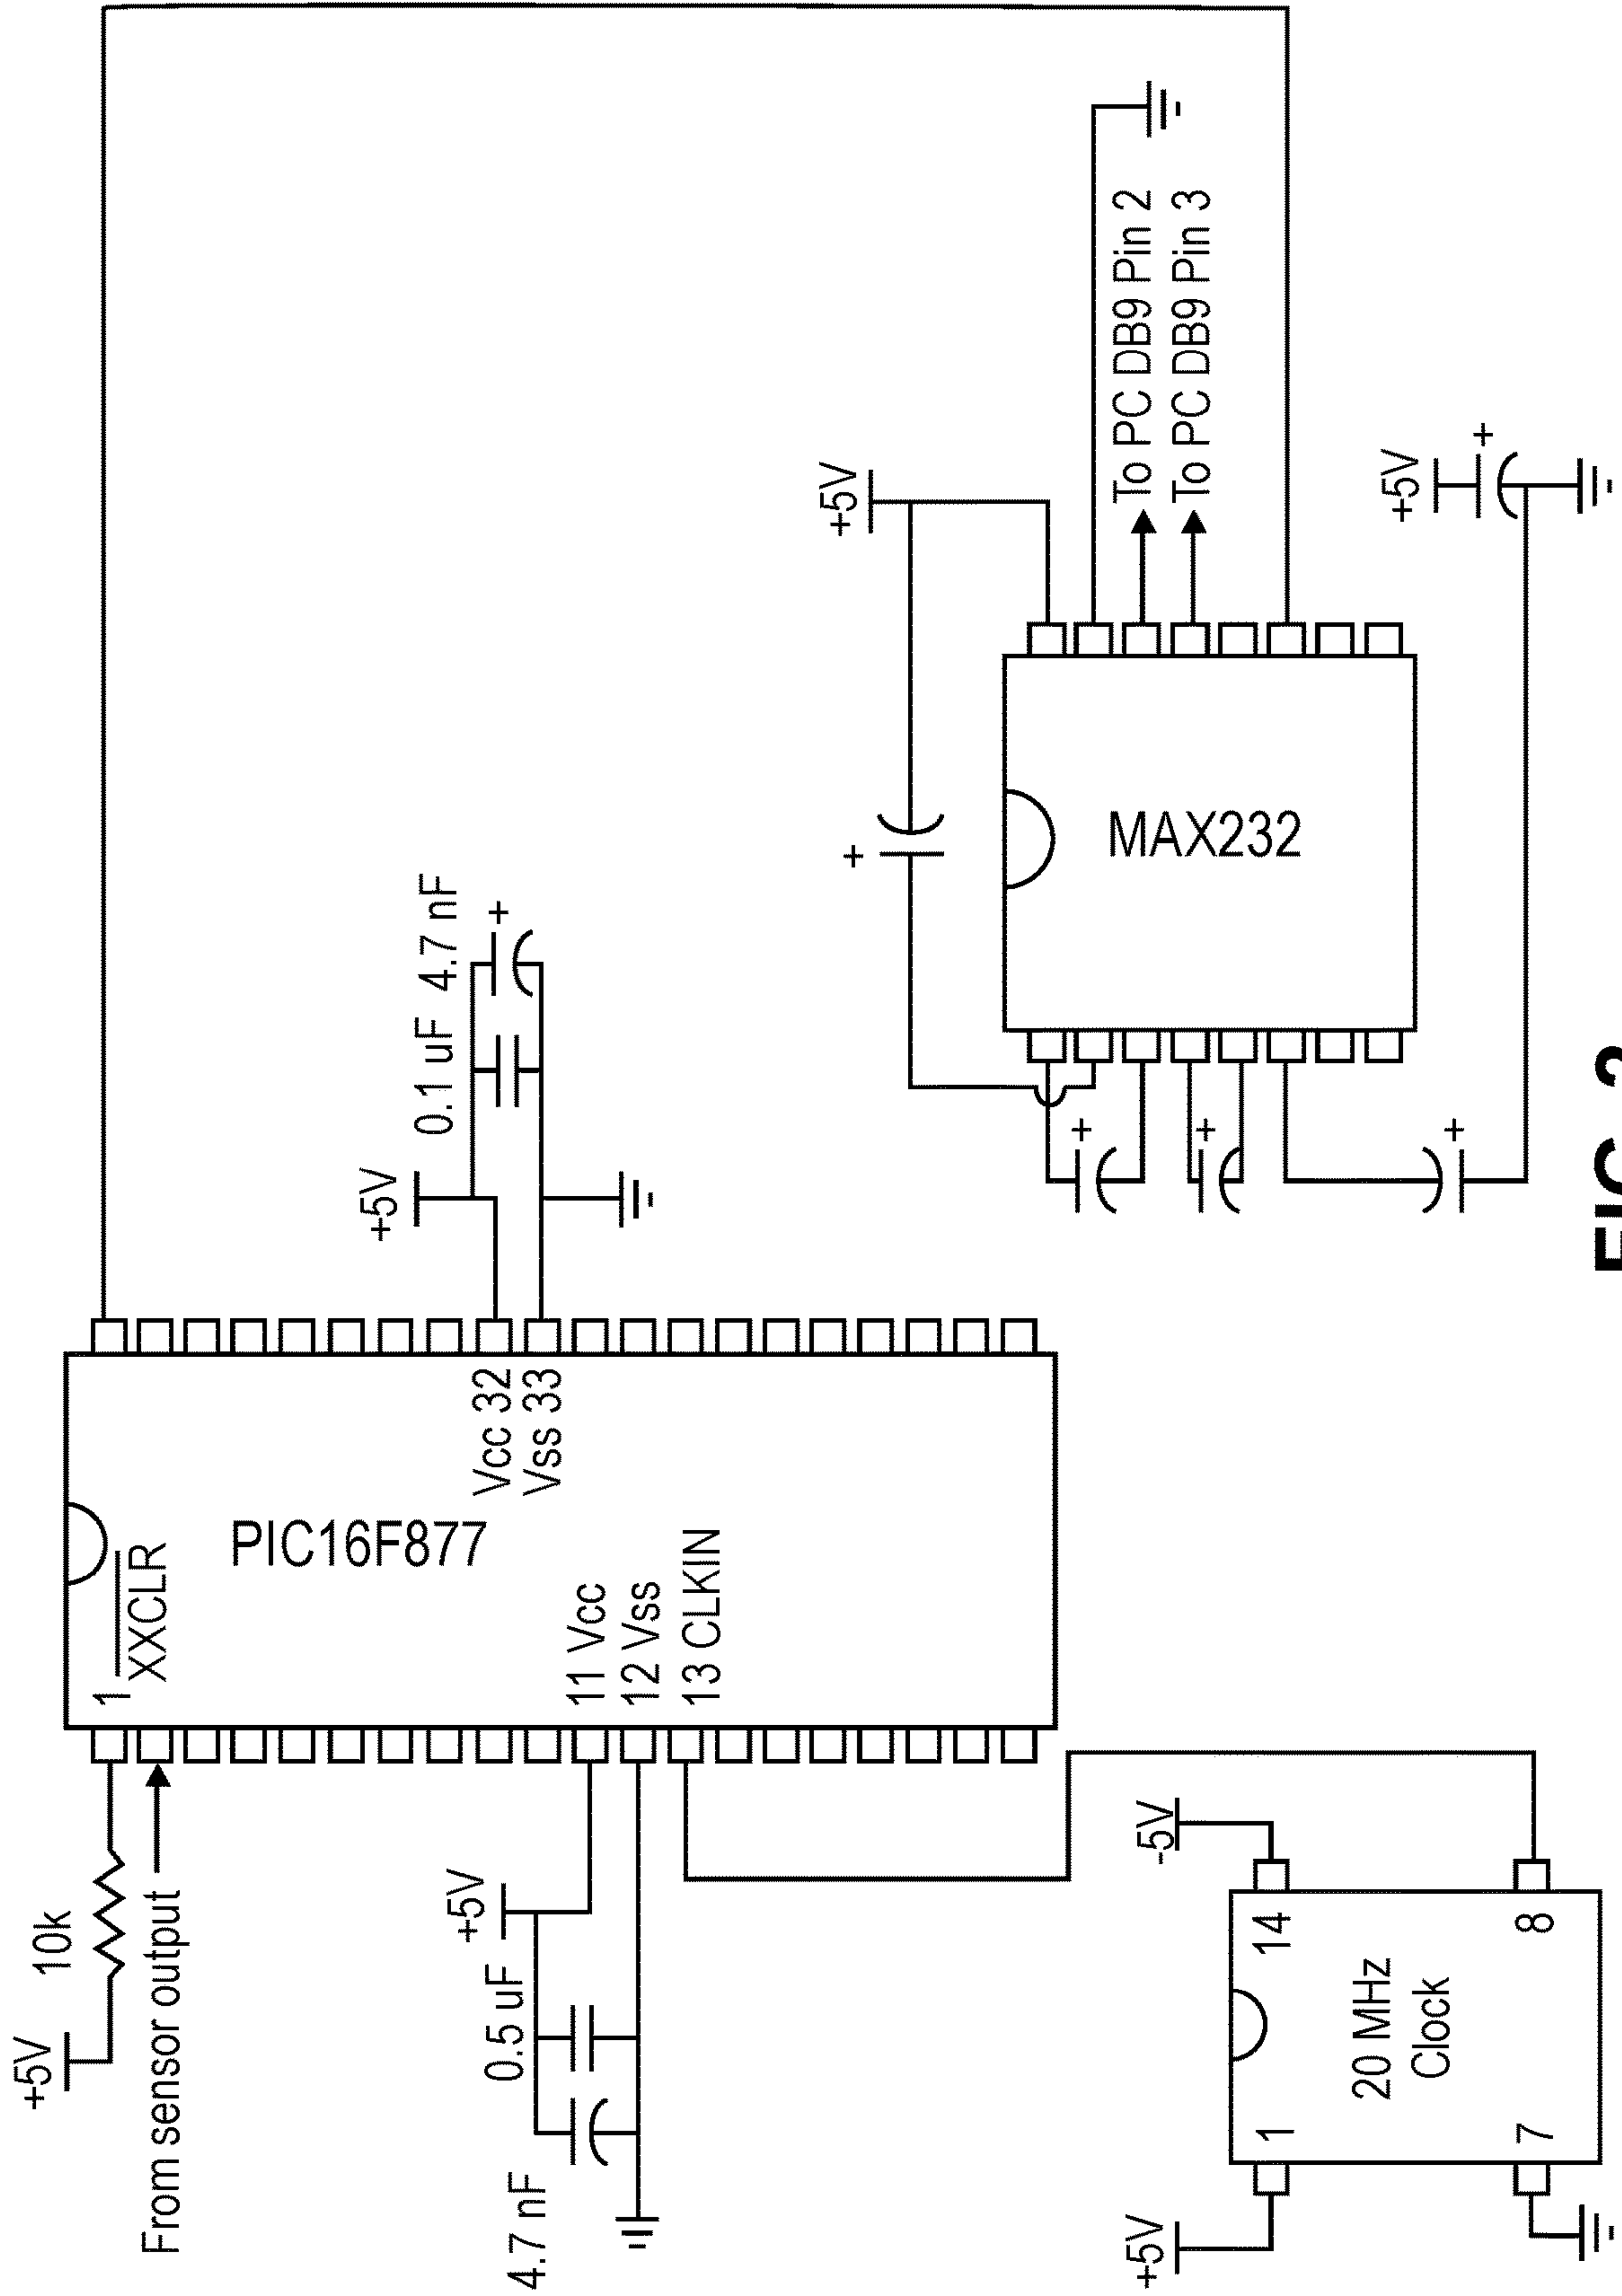 +5V
10k
From sensor output
1
XXCLR
PIC16F877
Vcc 32
Vss 33
11 Vcc
12 Vss
13 CLKIN
+5V
0.5 uF
4.7 nF
+5V
0.1 uF 4.7 nF
+
+5V
1
14
-5V
20 MHz
Clock
7
8
+5V
+
MAX232
To PC DB9 Pin 2
To PC DB9 Pin 3
+
+
+
+5V
+